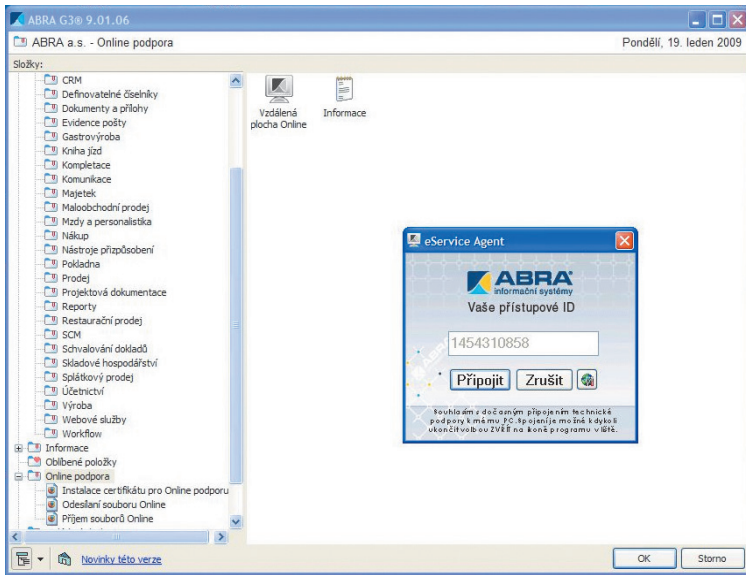 ABRA G3® 9.01.06
ABRA a.s. - Online podpora
Pondělí, 19. leden 2009
Složky:
CRM
Definovatelné číselníky
Dokumenty a přílohy
Evidence pošty
Gastrovýroba
Kniha jízd
Kompletace
Komunikace
Majetek
Maloobchodní prodej
Mzdy a personalistika
Nákup
Nástroje přizpůsobení
Pokladna
Prodej
Projektová dokumentace
Reporty
Restaurační prodej
SCM
Schvalování dokladů
Skladové hospodářství
Splátkový prodej
Účetnictví
Výroba
Webové služby
Workflow
Informace
Oblíbené položky
Online podpora
Instalace certifikátu pro Online podporu
Odesílaní souboru Online
Příjem souborů Online
Vzdálená
plocha Online
Informace
eService Agent
ABRA
informační systémy
Vaše přístupové ID
1454310858
Připojit
Zrušit
Souhlasím s dočasným připojením technické
podpory k mému PC. Spojení je možné kdykoli
ukončit volbou ZVŘÍT na ikoně programu v liště.
Novinky této verze
OK
Storno